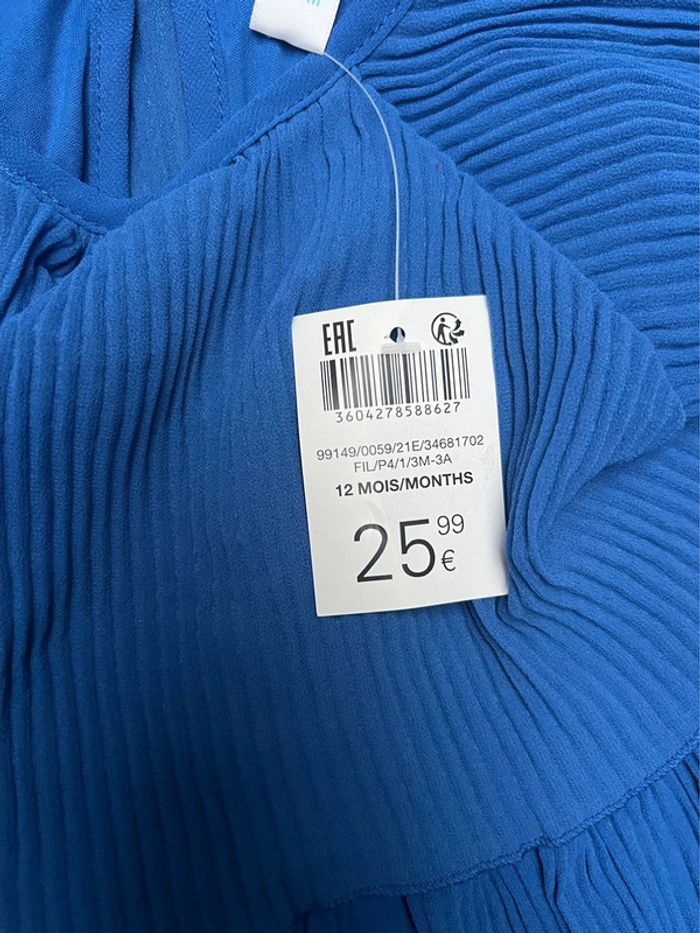 EAC
3604278588627
99149/0059/21E/34681702
FIL/P4/1/3M-3A
12 MOIS/MONTHS
25 99 €